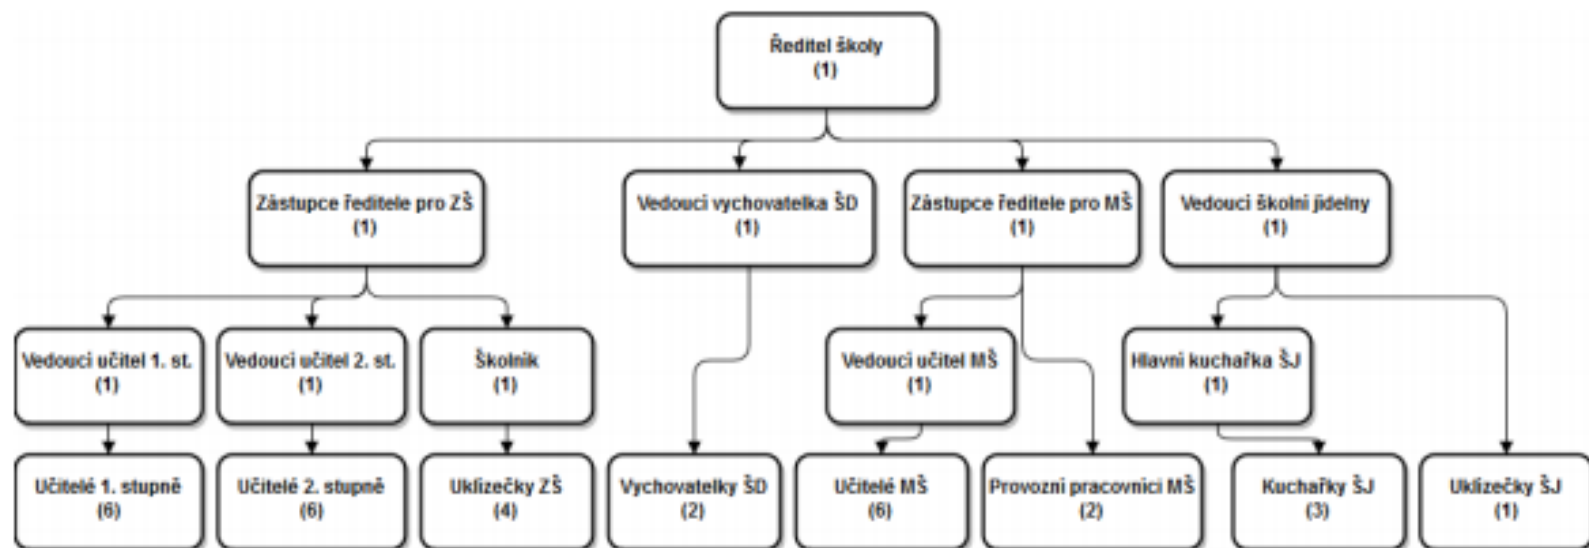 Ředitel školy
(1)
Zástupce ředitele pro ZŠ
(1)
Vedoucí vychovatelka ŠD
(1)
Zástupce ředitele pro MŠ
(1)
Vedoucí školní jídelny
(1)
Vedoucí učitel 1. st.
(1)
Vedoucí učitel 2. st.
(1)
Školník
(1)
Vedoucí učitel MŠ
(1)
Hlavní kuchařka ŠJ
(1)
Učitelé 1. stupně
(6)
Učitelé 2. stupně
(6)
Uklízečky ZŠ
(4)
Vychovatelky ŠD
(2)
Učitelé MŠ
(6)
Provozní pracovníci MŠ
(2)
Kuchařky ŠJ
(3)
Uklízečky ŠJ
(1)